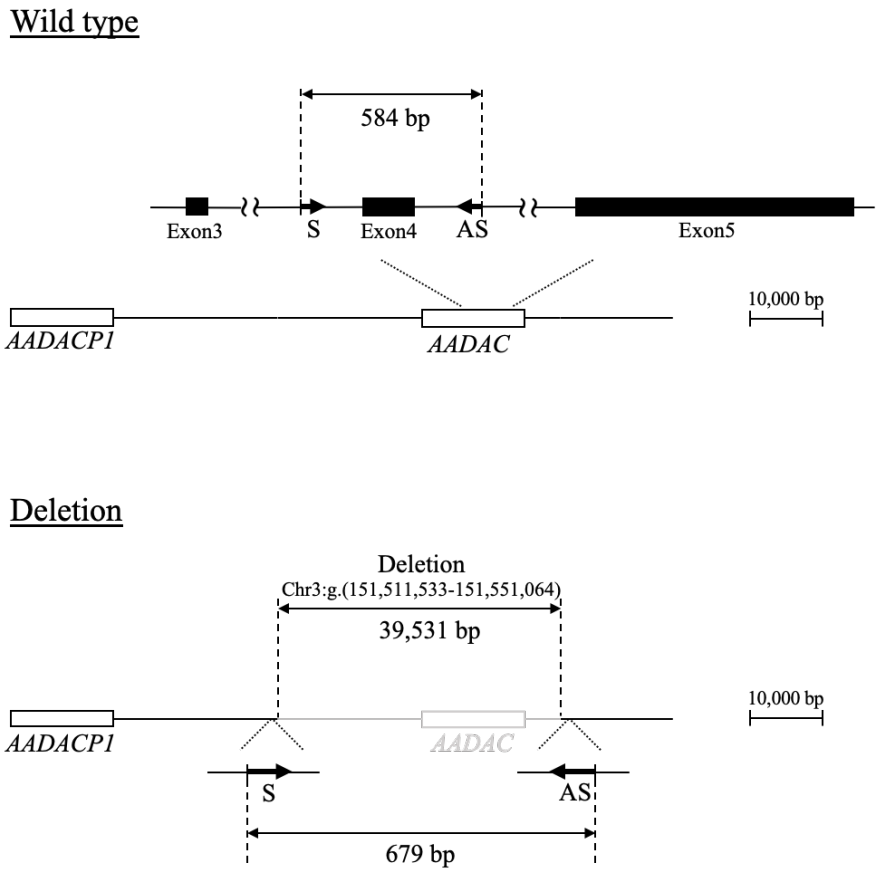 Wild type
584 bp
Exon3
S
Exon4
AS
Exon5
10,000 bp
AADACP1
AADAC
Deletion
Deletion
Chr3:g.(151,511,533-151,551,064)
39,531 bp
10,000 bp
AADACP1
AADAC
S
AS
679 bp